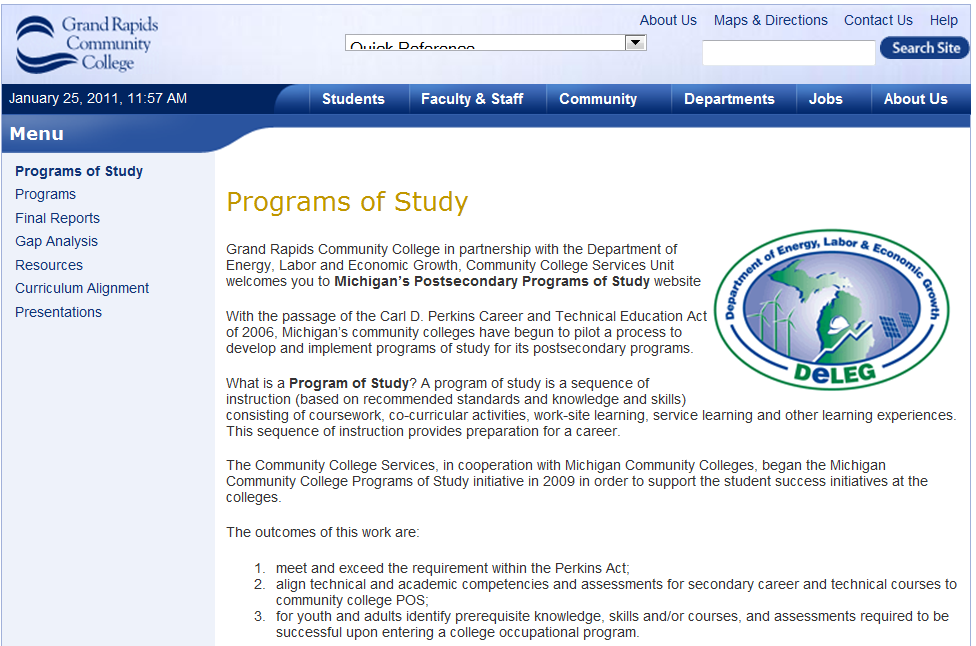 Grand Rapids
Community
College
About Us Maps & Directions Contact Us Help
Quick Reference
Search Site
January 25, 2011, 11:57 AM
Students Faculty & Staff Community Departments Jobs About Us
Menu
Programs of Study
Programs
Final Reports
Gap Analysis
Resources
Curriculum Alignment
Presentations
Programs of Study
Grand Rapids Community College in partnership with the Department of
Energy, Labor and Economic Growth, Community College Services Unit
welcomes you to Michigan's Postsecondary Programs of Study website
Department of Energy, Labor & Economic Growth
DeLEG
With the passage of the Carl D. Perkins Career and Technical Education Act
of 2006, Michigan's community colleges have begun to pilot a process to
develop and implement programs of study for its postsecondary programs.
What is a Program of Study? A program of study is a sequence of
instruction (based on recommended standards and knowledge and skills)
consisting of coursework, co-curricular activities, work-site learning, service learning and other learning experiences.
This sequence of instruction provides preparation for a career.
The Community College Services, in cooperation with Michigan Community Colleges, began the Michigan
Community College Programs of Study initiative in 2009 in order to support the student success initiatives at the
colleges.
The outcomes of this work are:
1. meet and exceed the requirement within the Perkins Act;
2. align technical and academic competencies and assessments for secondary career and technical courses to
community college POS;
3. for youth and adults identify prerequisite knowledge, skills and/or courses, and assessments required to be
successful upon entering a college occupational program.